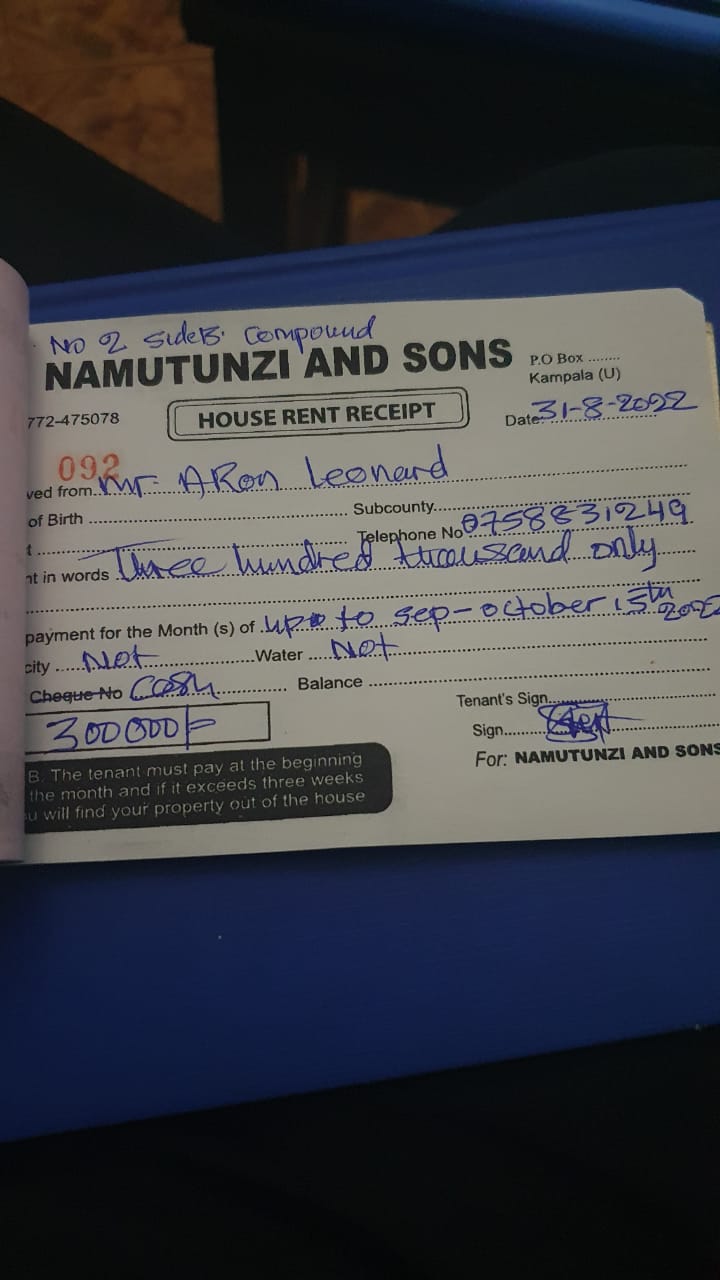 No 2 sideB. Compound
NAMUTUNZI AND SONS
P.O Box ........
Kampala (U)
772-475078
HOUSE RENT RECEIPT
Date 31-8-2022
092
ved from Mr. ARon Leonard
of Birth
Subcounty
t
Telephone No 0758831249
nt in words Three hundred thousand only
payment for the Month (s) of up to Sep-october 15th 2022
city Not Water Not
Cheque No Cash Balance
Tenant's Sign
300000/=
Sign
For: NAMUTUNZI AND SONS
B. The tenant must pay at the beginning
the month and if it exceeds three weeks
u will find your property out of the house